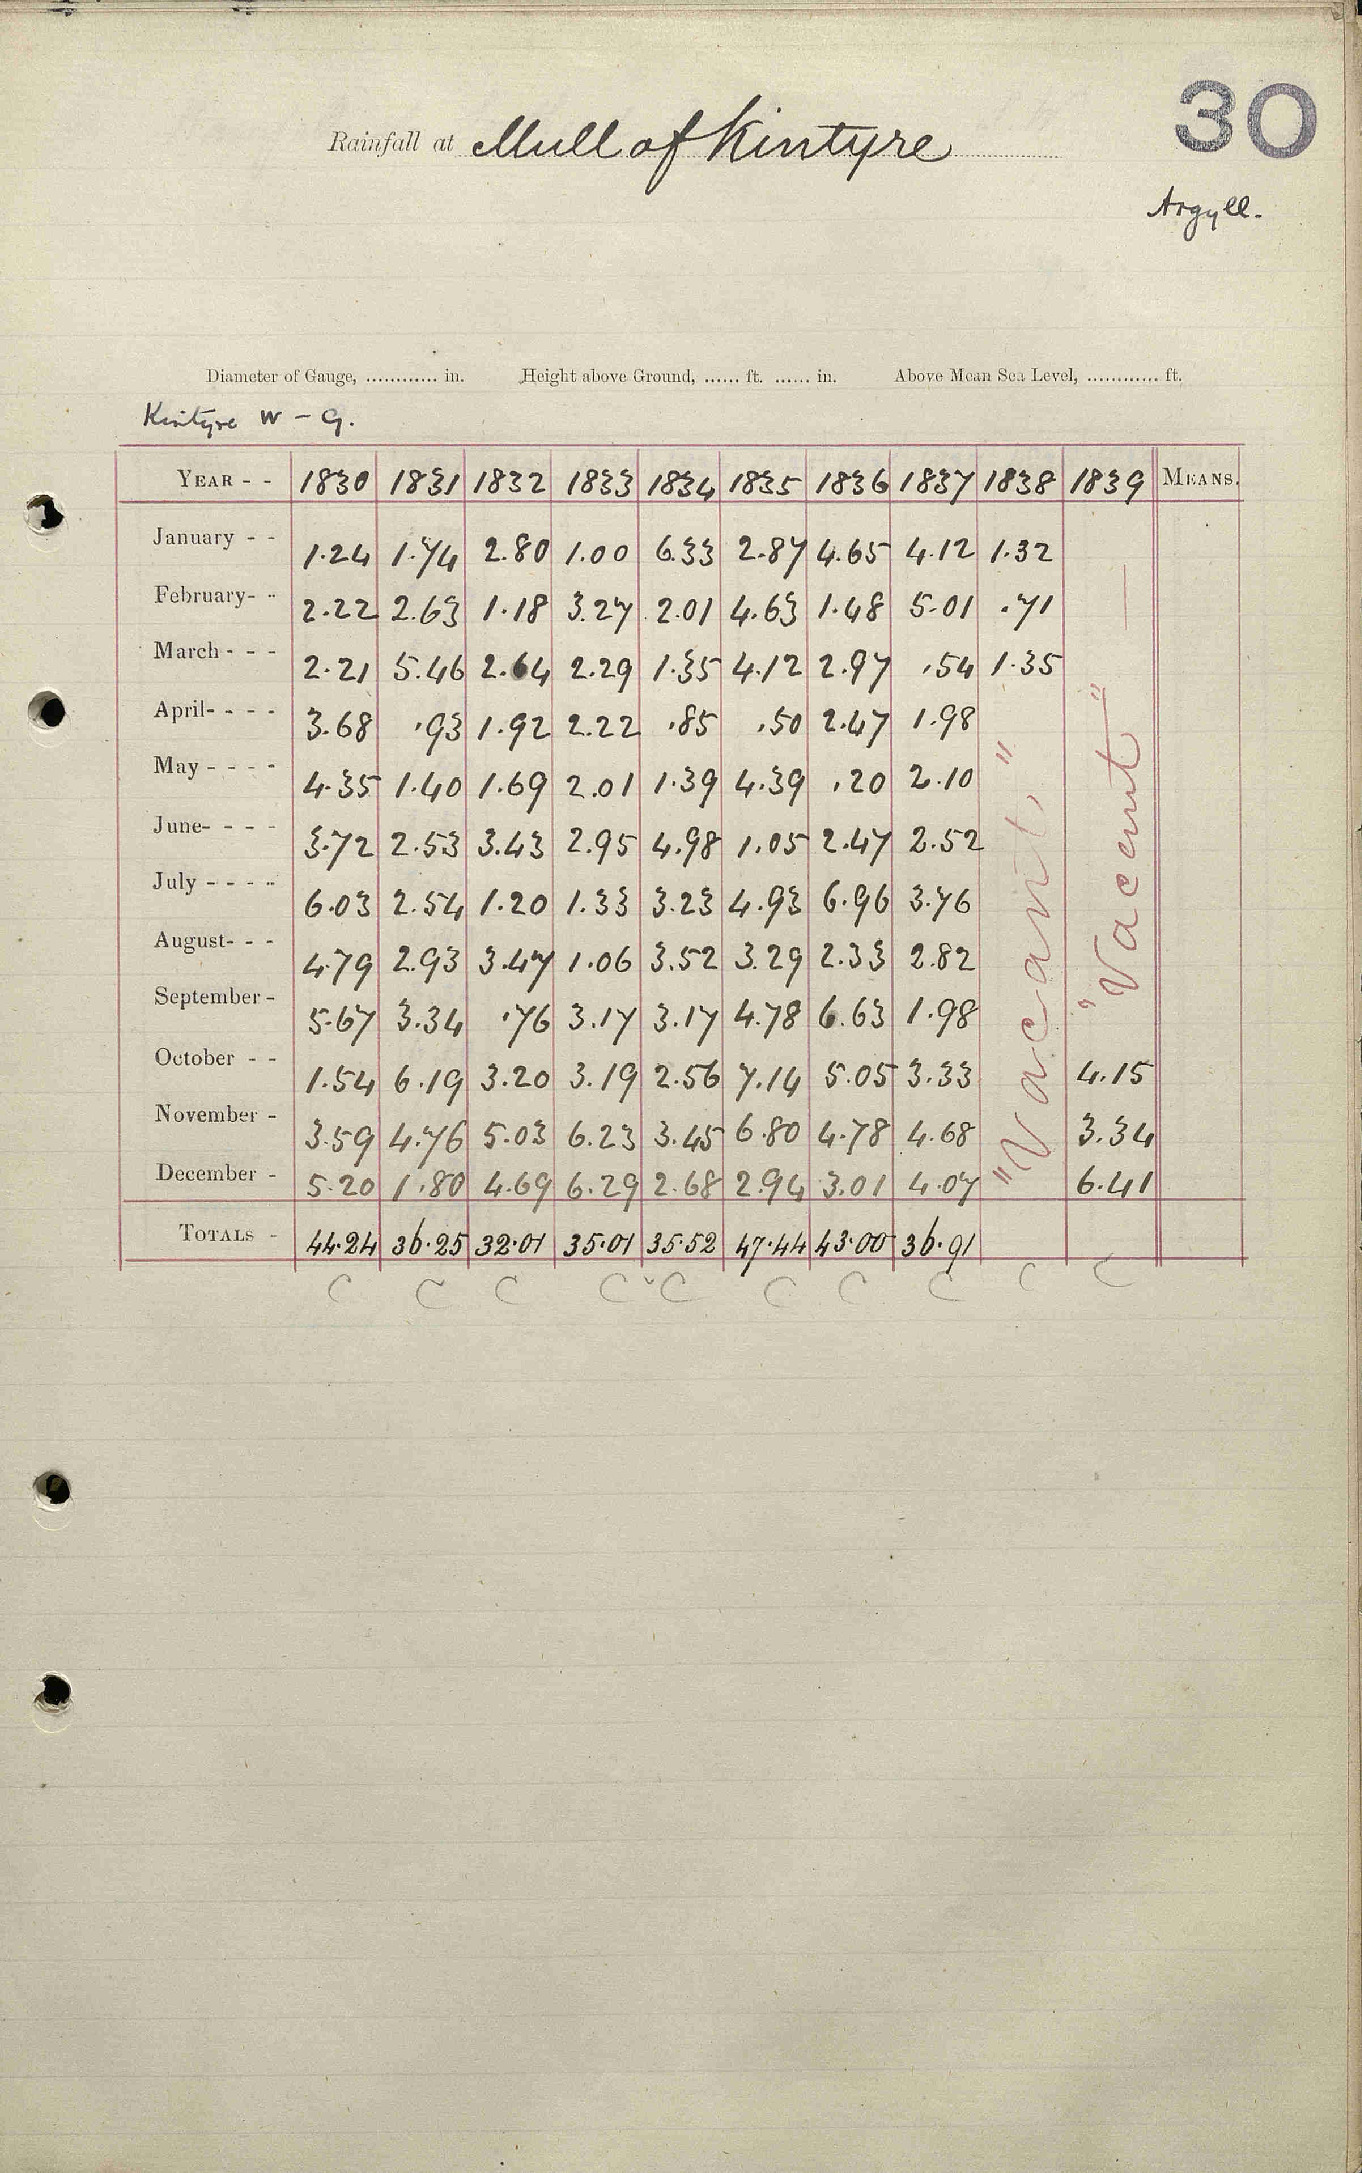 30
Rainfall at Mull of Kintyre
Argyll.
Diameter of Gauge, ............ in. Height above Ground, ...... ft. ...... in. Above Mean Sea Level, ............ ft.
Kintyre W - G.
YEAR - - 1830 1831 1832 1833 1834 1835 1836 1837 1838 1839 MEANS.
January - - 1.24 1.74 2.80 1.00 6.33 2.87 4.65 4.12 1.32
February- - 2.22 2.63 1.18 3.27 2.01 4.63 1.48 5.01 .71
March - - - 2.21 5.46 2.64 2.29 1.35 4.12 2.97 .54 1.35
April- - - - 3.68 .93 1.92 2.22 .85 .50 2.47 1.98
May - - - - 4.35 1.40 1.69 2.01 1.39 4.39 .20 2.10
June- - - - 3.72 2.53 3.43 2.95 4.98 1.05 2.47 2.52
July - - - - 6.03 2.54 1.20 1.33 3.23 4.93 6.96 3.76
August- - - 4.79 2.93 3.47 1.06 3.52 3.29 2.33 2.82
September - 5.67 3.34 .76 3.17 3.17 4.78 6.63 1.98
October - - 1.54 6.19 3.20 3.19 2.56 7.14 5.05 3.33 4.15
November - 3.59 4.76 5.03 6.23 3.45 6.80 4.78 4.68 3.34
December - 5.20 1.80 4.69 6.29 2.68 2.94 3.01 4.07 6.41
"Vacant"
"Vacent"
TOTALS - 44.24 36.25 32.01 35.01 35.52 47.44 43.00 36.91
C C C C C C C C C C